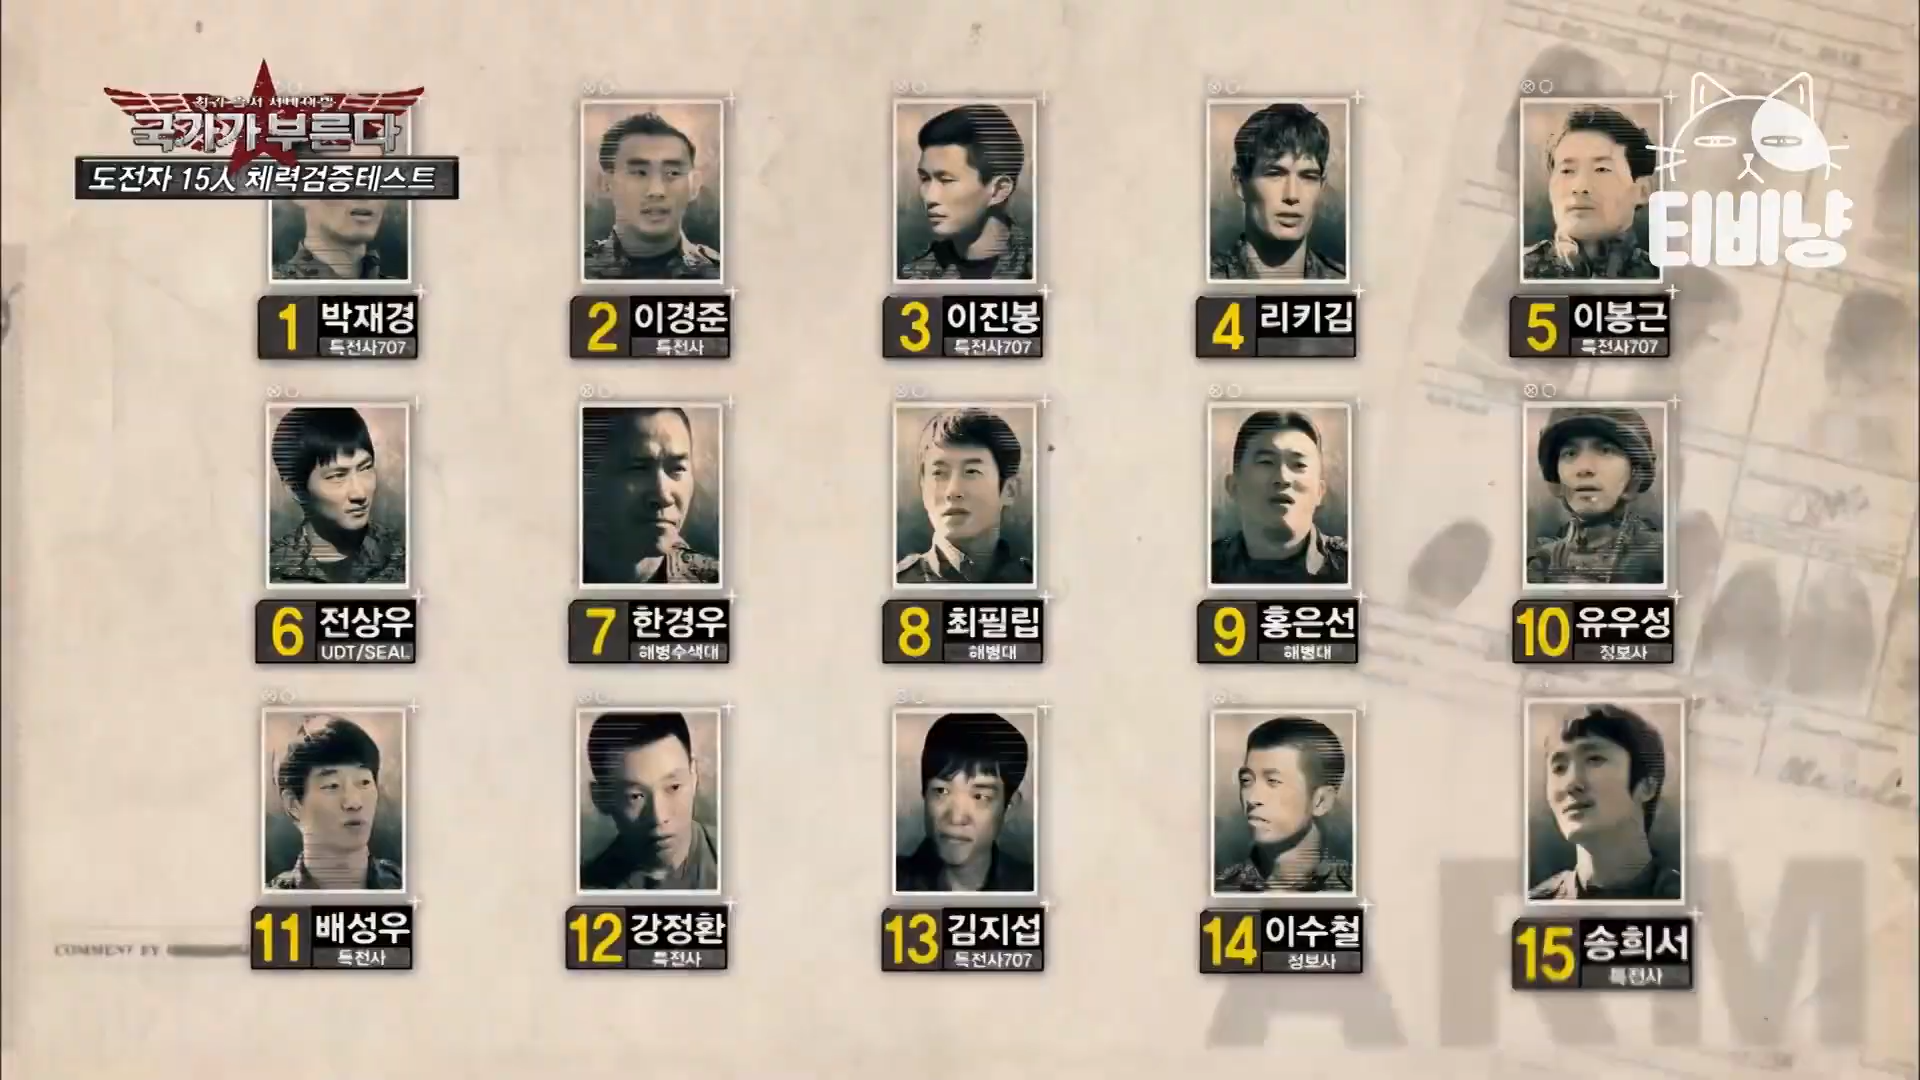 국가가 부른다
도전자 15人 체력검증테스트
티비냥
1 박재경
특전사707
2 이경준
특전사
3 이진봉
특전사707
4 리키김
5 이봉근
특전사707
6 전상우
UDT/SEAL
7 한경우
해병수색대
8 최필립
해병대
9 홍은선
해병대
10 유우성
정보사
11 배성우
특전사
12 강정환
특전사
13 김지섭
특전사707
14 이수철
정보사
15 송희서
특전사
COMMENT BY
ARM